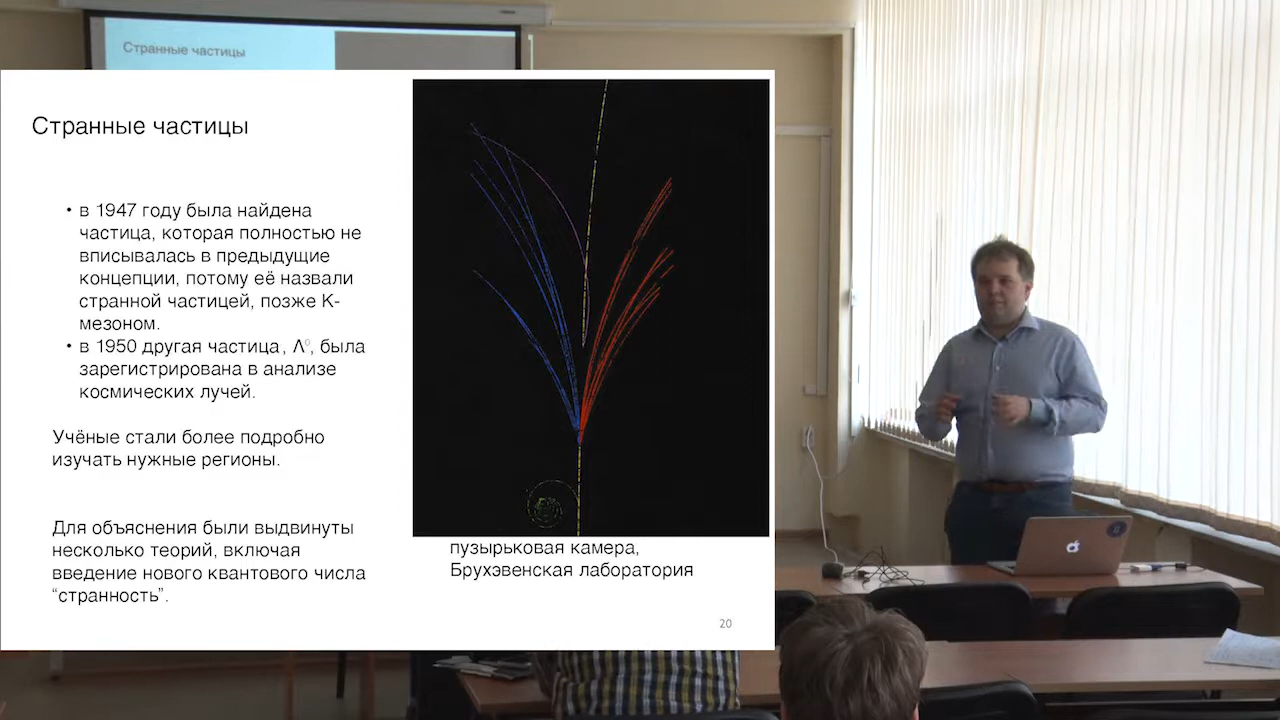 Странные частицы
Странные частицы
• в 1947 году была найдена
частица, которая полностью не
вписывалась в предыдущие
концепции, потому её назвали
странной частицей, позже К-
мезоном.
• в 1950 другая частица, Λ⁰, была
зарегистрирована в анализе
космических лучей.
Учёные стали более подробно
изучать нужные регионы.
Для объяснения были выдвинуты
несколько теорий, включая
введение нового квантового числа
“странность”.
пузырьковая камера,
Брухэвенская лаборатория
20